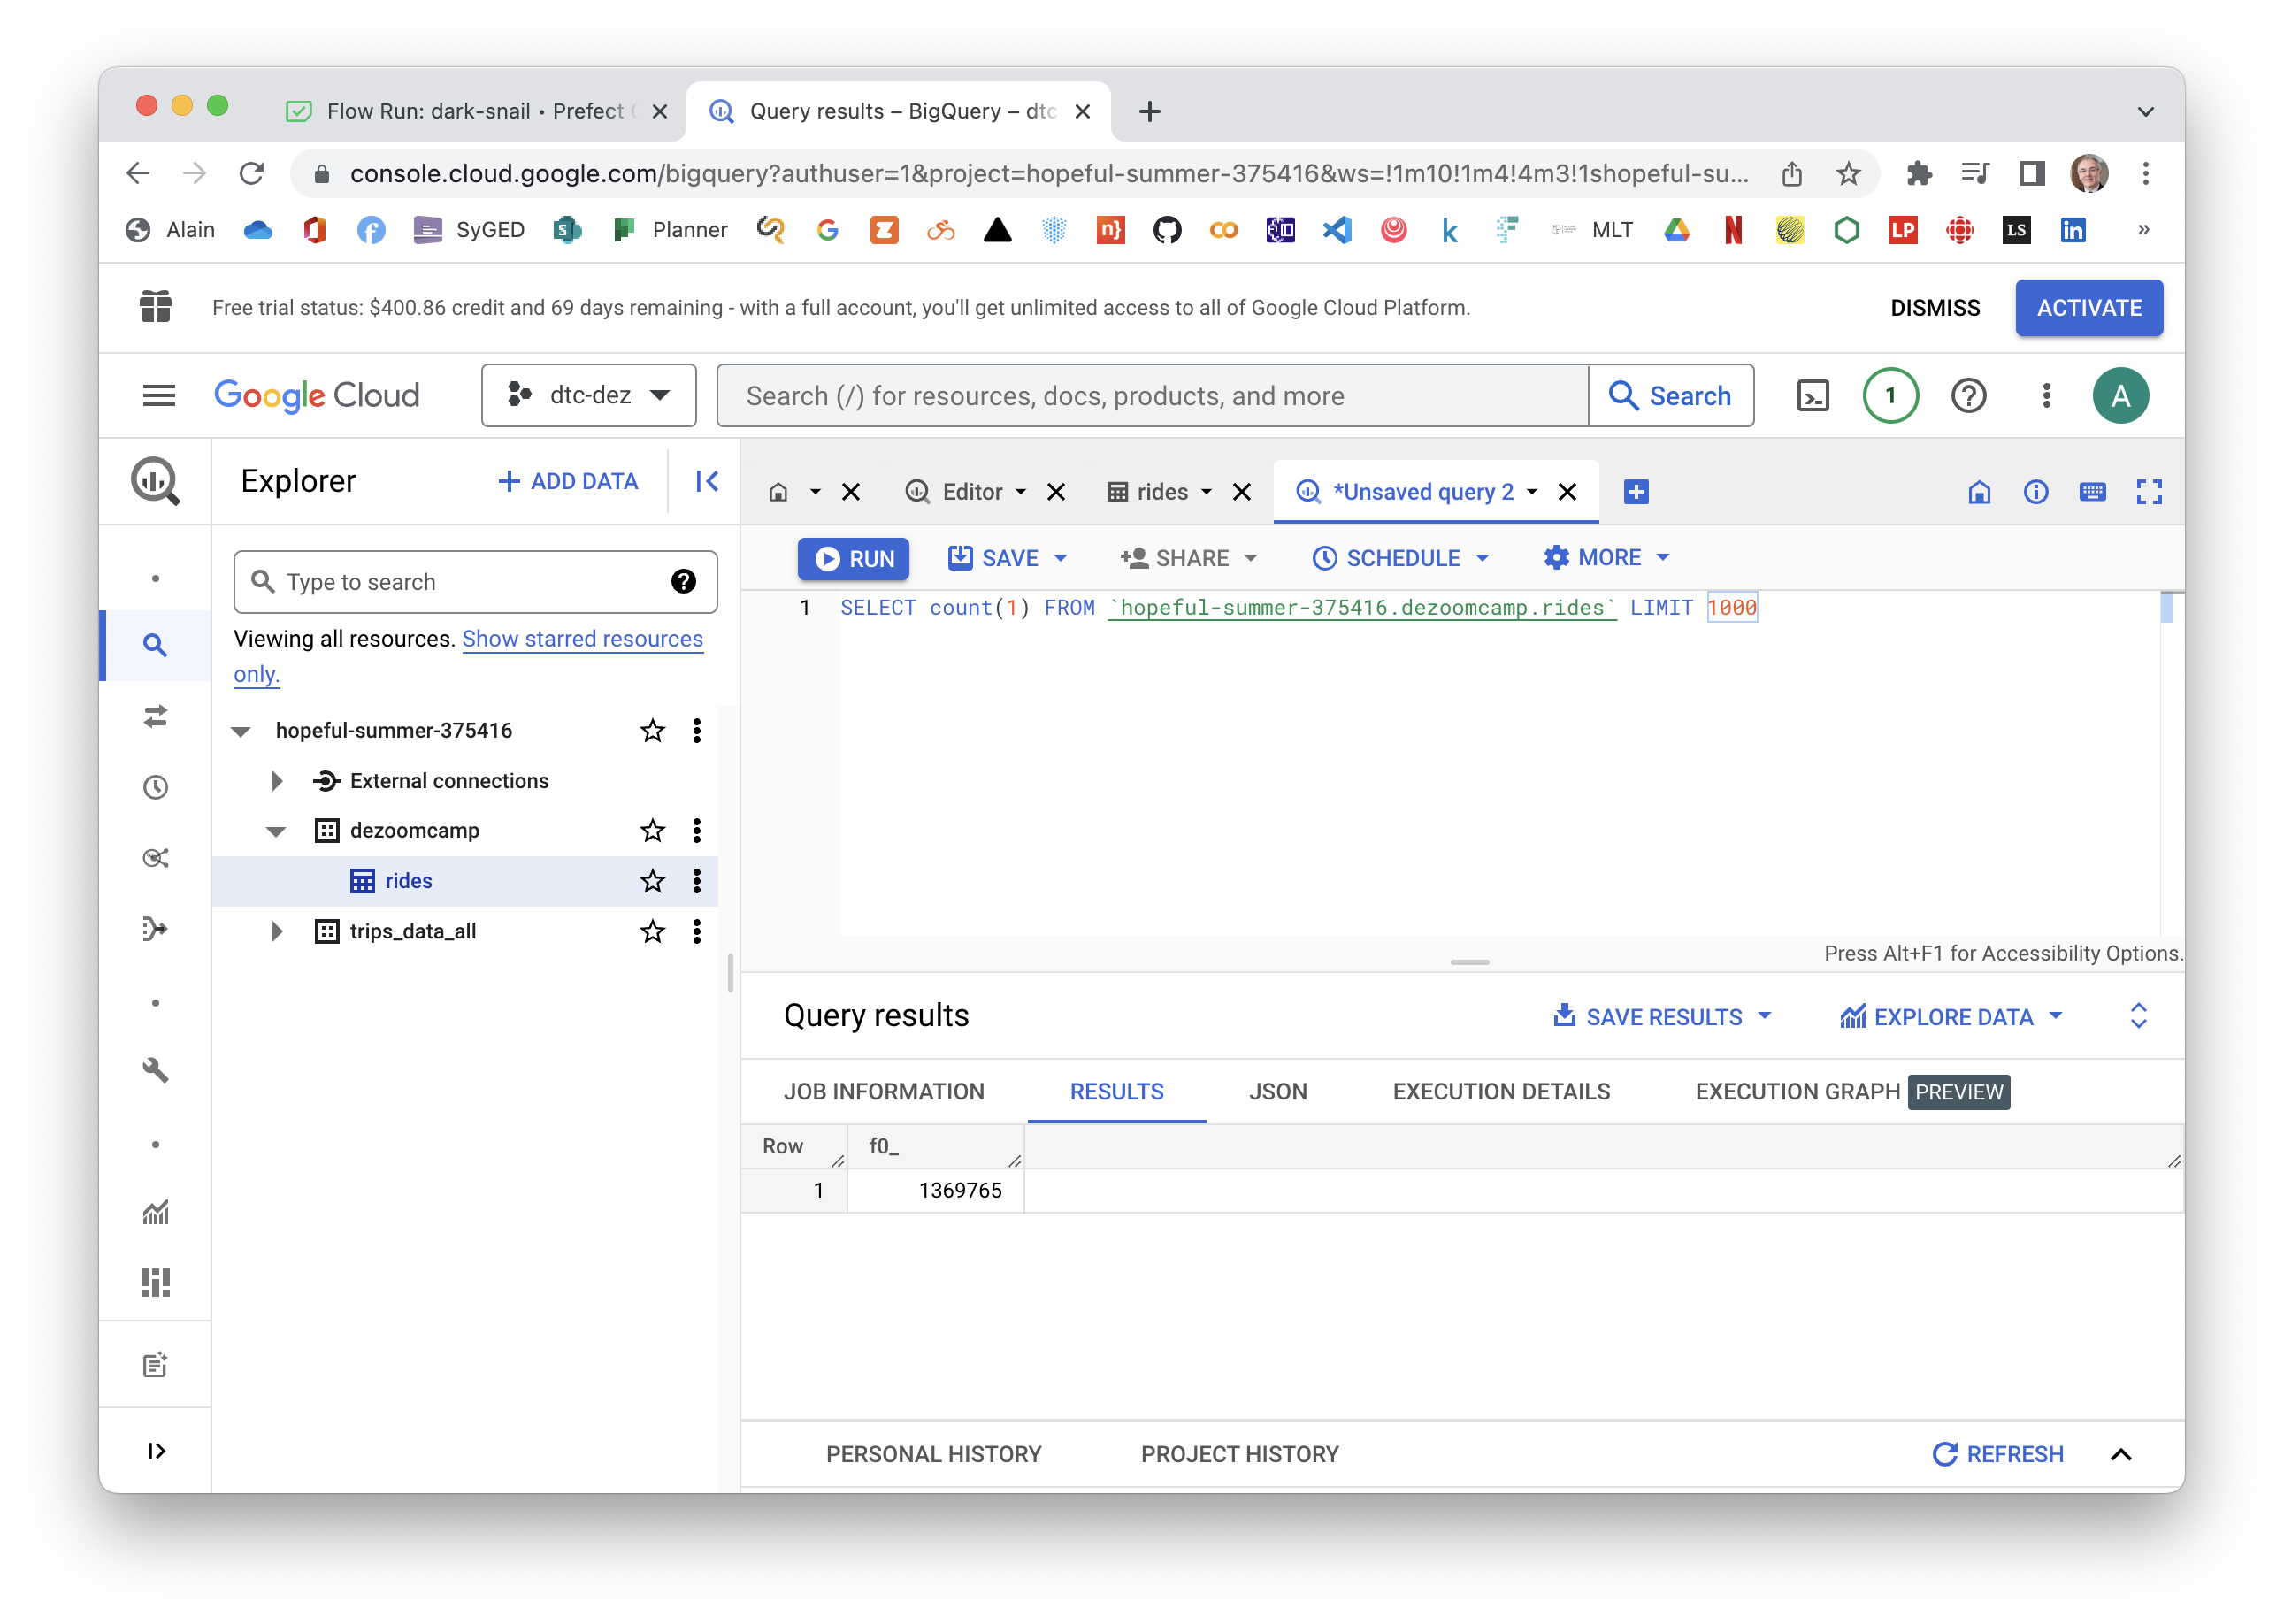 Flow Run: dark-snail • Prefect
Query results – BigQuery – dtc
console.cloud.google.com/bigquery?authuser=1&project=hopeful-summer-375416&ws=!1m10!1m4!4m3!1shopeful-su...
Alain
SyGED
Planner
MLT
LP
LS
in
»
Free trial status: $400.86 credit and 69 days remaining - with a full account, you'll get unlimited access to all of Google Cloud Platform.
DISMISS
ACTIVATE
Google Cloud
dtc-dez
Search (/) for resources, docs, products, and more
Search
1
A
Explorer
+ ADD DATA
Editor
rides
*Unsaved query 2
RUN
SAVE
SHARE
SCHEDULE
MORE
Type to search
Viewing all resources. Show starred resources
only.
hopeful-summer-375416
External connections
dezoomcamp
rides
trips_data_all
1 SELECT count(1) FROM `hopeful-summer-375416.dezoomcamp.rides` LIMIT 1000
Press Alt+F1 for Accessibility Options.
Query results
SAVE RESULTS
EXPLORE DATA
JOB INFORMATION
RESULTS
JSON
EXECUTION DETAILS
EXECUTION GRAPH PREVIEW
Row f0_
1 1369765
PERSONAL HISTORY
PROJECT HISTORY
REFRESH